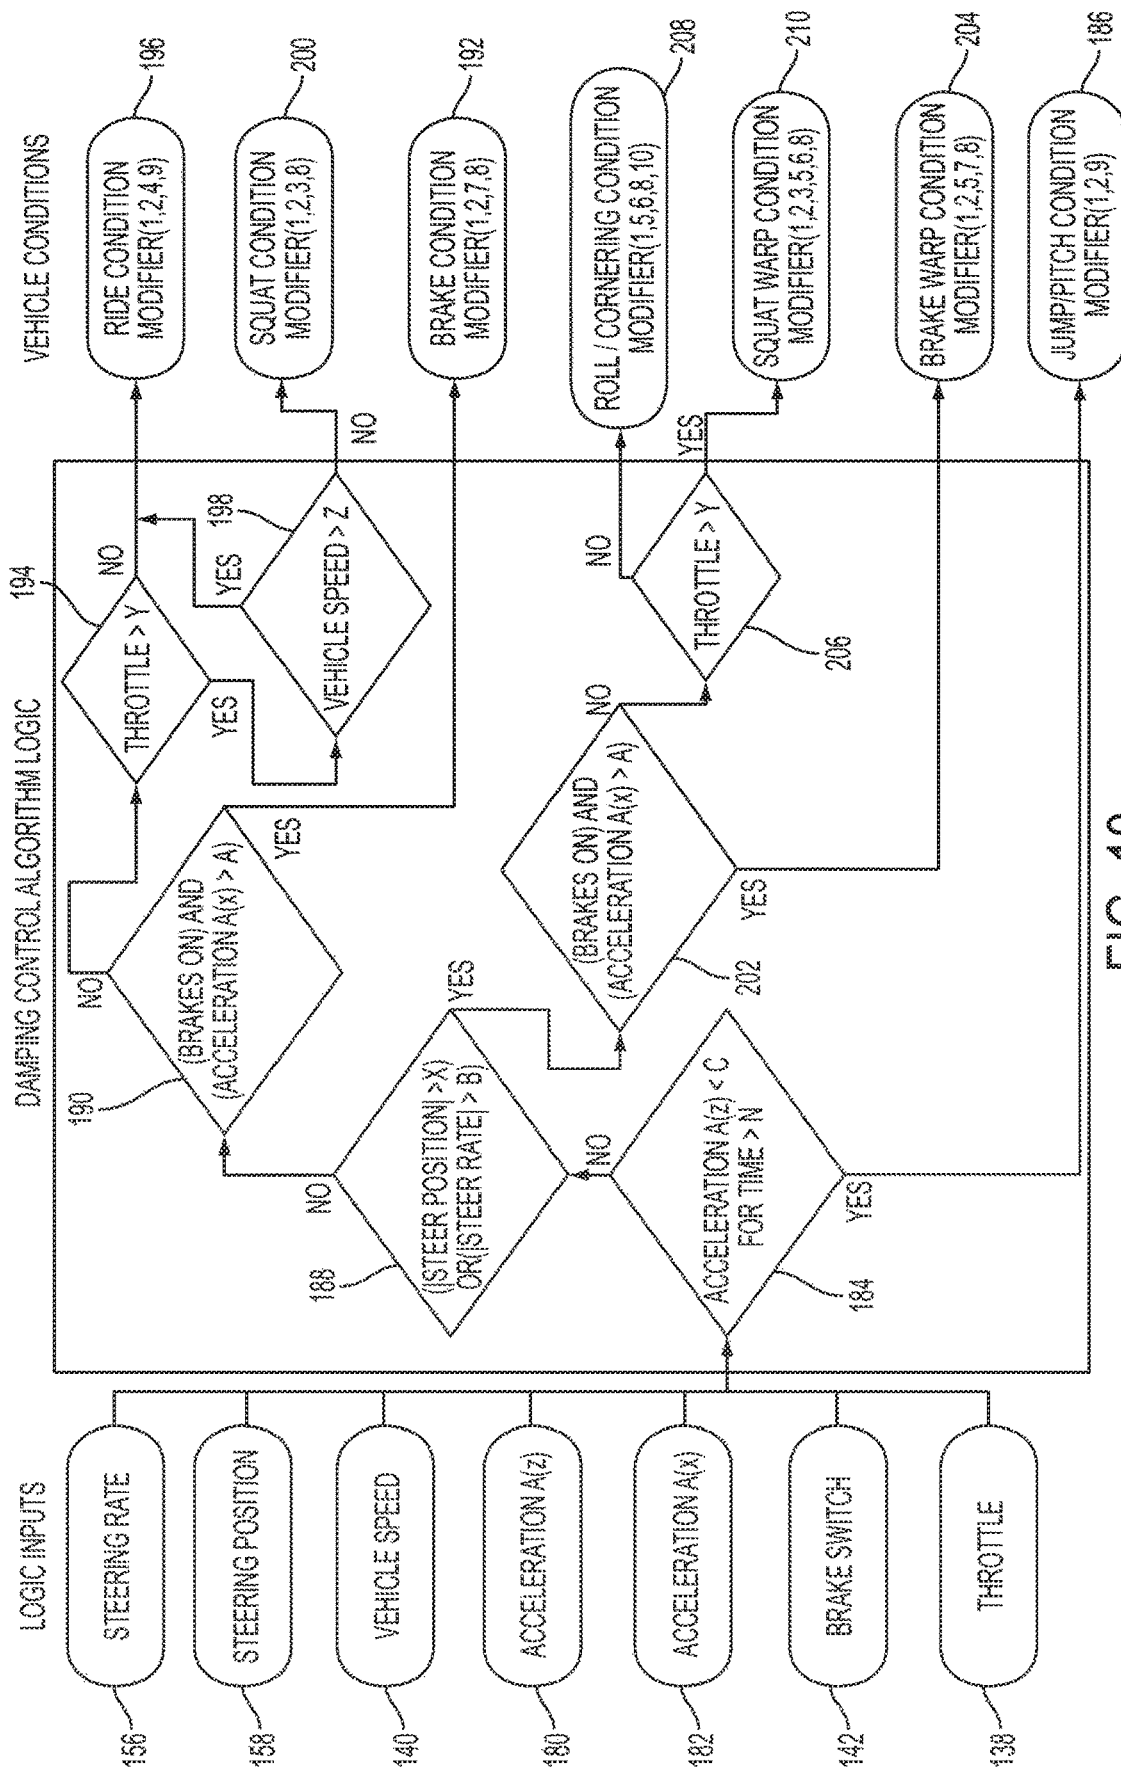 LOGIC INPUTS
STEERING RATE
156
STEERING POSITION
158
VEHICLE SPEED
140
ACCELERATION A(z)
180
ACCELERATION A(x)
182
BRAKE SWITCH
142
THROTTLE
138
DAMPING CONTROL ALGORITHM LOGIC
ACCELERATION A(z) < C
FOR TIME > N
184
NO
YES
(|STEER POSITION| >X)
OR(|STEER RATE| > B)
188
NO
YES
(BRAKES ON) AND
(ACCELERATION A(x) > A)
190
NO
YES
THROTTLE > Y
194
NO
YES
VEHICLE SPEED > Z
198
YES
NO
(BRAKES ON) AND
(ACCELERATION A(x) > A)
202
NO
YES
THROTTLE > Y
206
NO
YES
VEHICLE CONDITIONS
RIDE CONDITION
MODIFIER(1,2,4,9)
196
SQUAT CONDITION
MODIFIER(1,2,3,8)
200
BRAKE CONDITION
MODIFIER(1,2,7,8)
192
ROLL / CORNERING CONDITION
MODIFIER(1,5,6,8,10)
208
SQUAT WARP CONDITION
MODIFIER(1,2,3,5,6,8)
210
BRAKE WARP CONDITION
MODIFIER(1,2,5,7,8)
204
JUMP/PITCH CONDITION
MODIFIER(1,2,9)
186